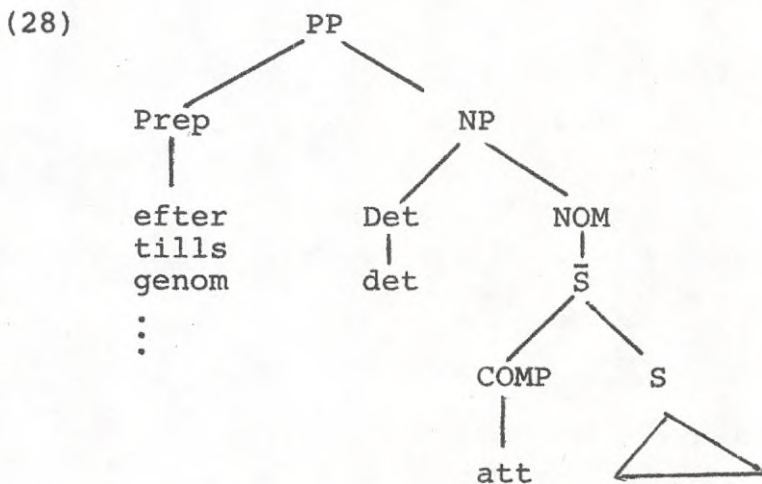 (28) PP
Prep NP
efter Det NOM
tills det S̄
genom
⋮
COMP S
att